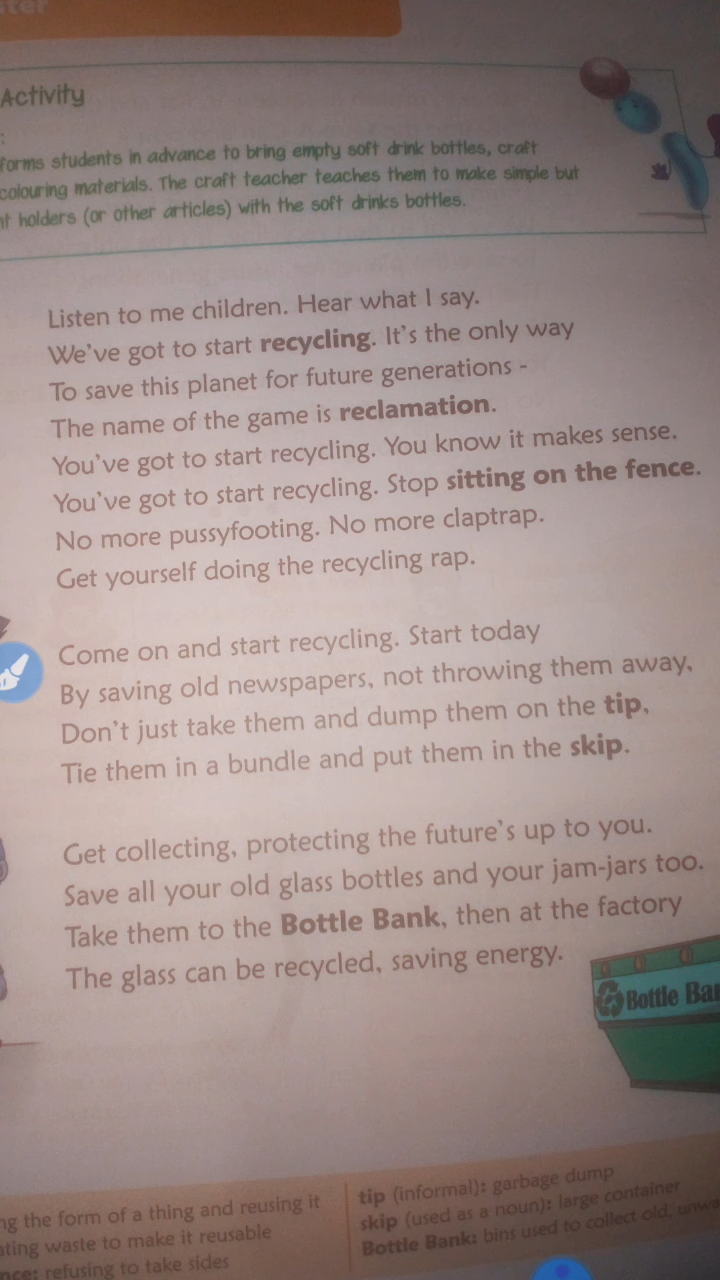 ter
Activity
:
forms students in advance to bring empty soft drink bottles, craft
colouring materials. The craft teacher teaches them to make simple but
nt holders (or other articles) with the soft drinks bottles.
Listen to me children. Hear what I say.
We've got to start recycling. It's the only way
To save this planet for future generations -
The name of the game is reclamation.
You've got to start recycling. You know it makes sense.
You've got to start recycling. Stop sitting on the fence.
No more pussyfooting. No more claptrap.
Get yourself doing the recycling rap.
Come on and start recycling. Start today
By saving old newspapers, not throwing them away,
Don't just take them and dump them on the tip,
Tie them in a bundle and put them in the skip.
Get collecting, protecting the future's up to you.
Save all your old glass bottles and your jam-jars too.
Take them to the Bottle Bank, then at the factory
The glass can be recycled, saving energy.
Bottle Ba
ng the form of a thing and reusing it
ating waste to make it reusable
nce: refusing to take sides
tip (informal): garbage dump
skip (used as a noun): large container
Bottle Bank: bins used to collect old, unwa